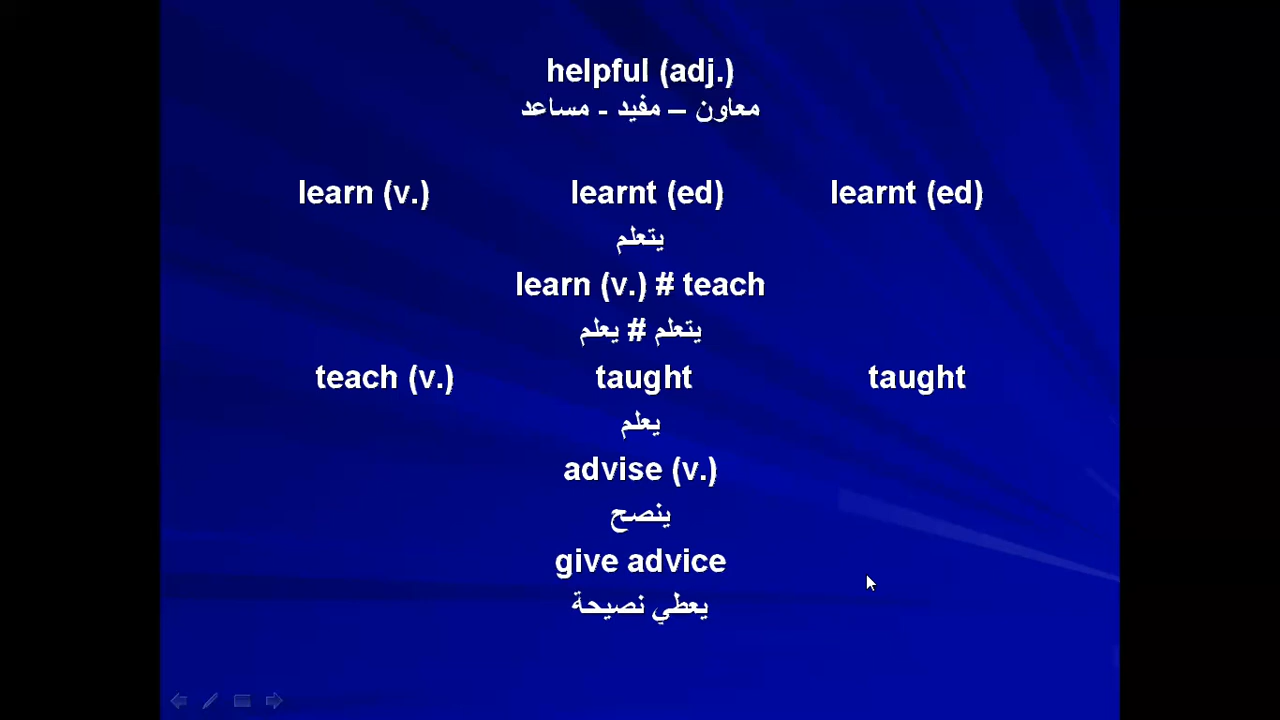 helpful (adj.)
معاون – مفيد - مساعد
learn (v.) learnt (ed) learnt (ed)
يتعلم
learn (v.) # teach
يتعلم # يعلم
teach (v.) taught taught
يعلم
advise (v.)
ينصح
give advice
يعطي نصيحة